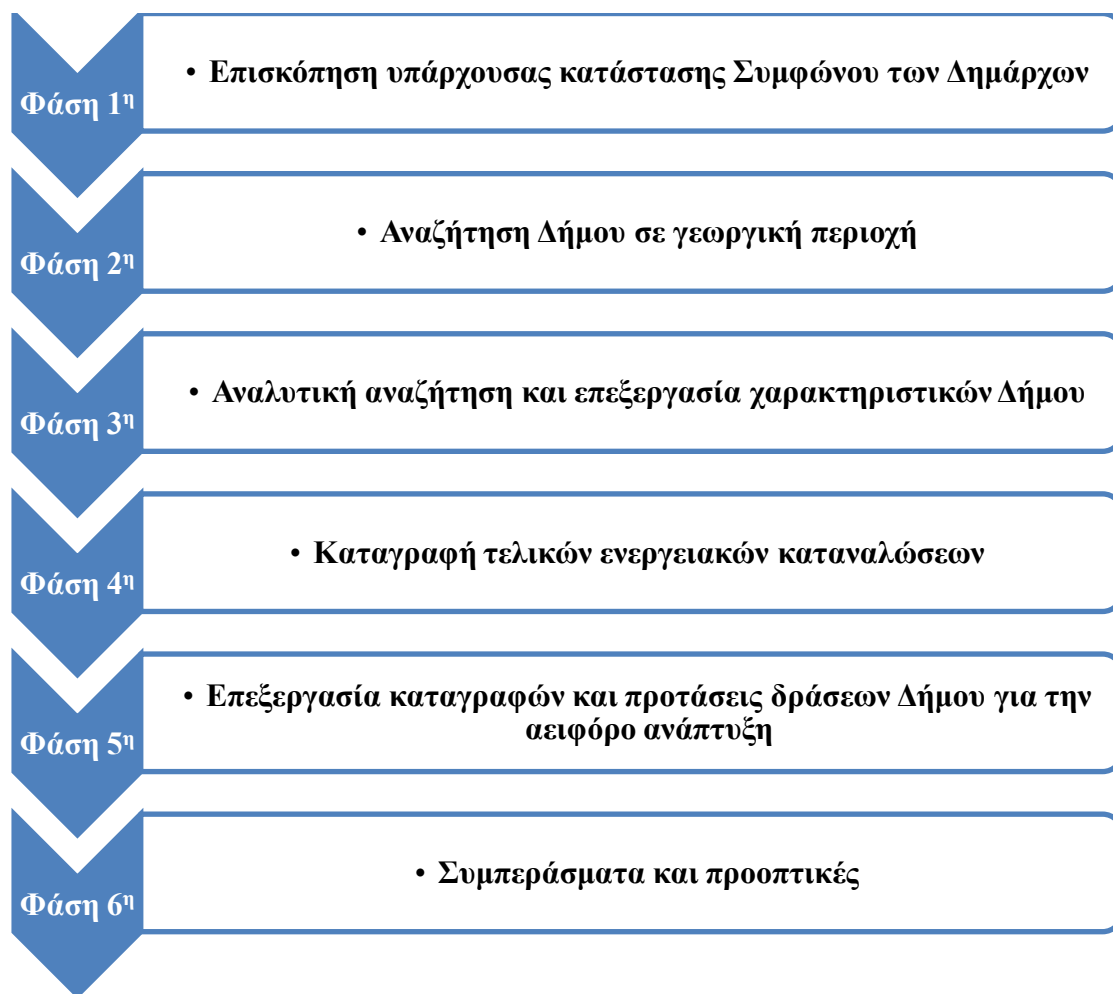 Φάση 1η
• Επισκόπηση υπάρχουσας κατάστασης Συμφώνου των Δημάρχων
Φάση 2η
• Αναζήτηση Δήμου σε γεωργική περιοχή
Φάση 3η
• Αναλυτική αναζήτηση και επεξεργασία χαρακτηριστικών Δήμου
Φάση 4η
• Καταγραφή τελικών ενεργειακών καταναλώσεων
Φάση 5η
• Επεξεργασία καταγραφών και προτάσεις δράσεων Δήμου για την
αειφόρο ανάπτυξη
Φάση 6η
• Συμπεράσματα και προοπτικές